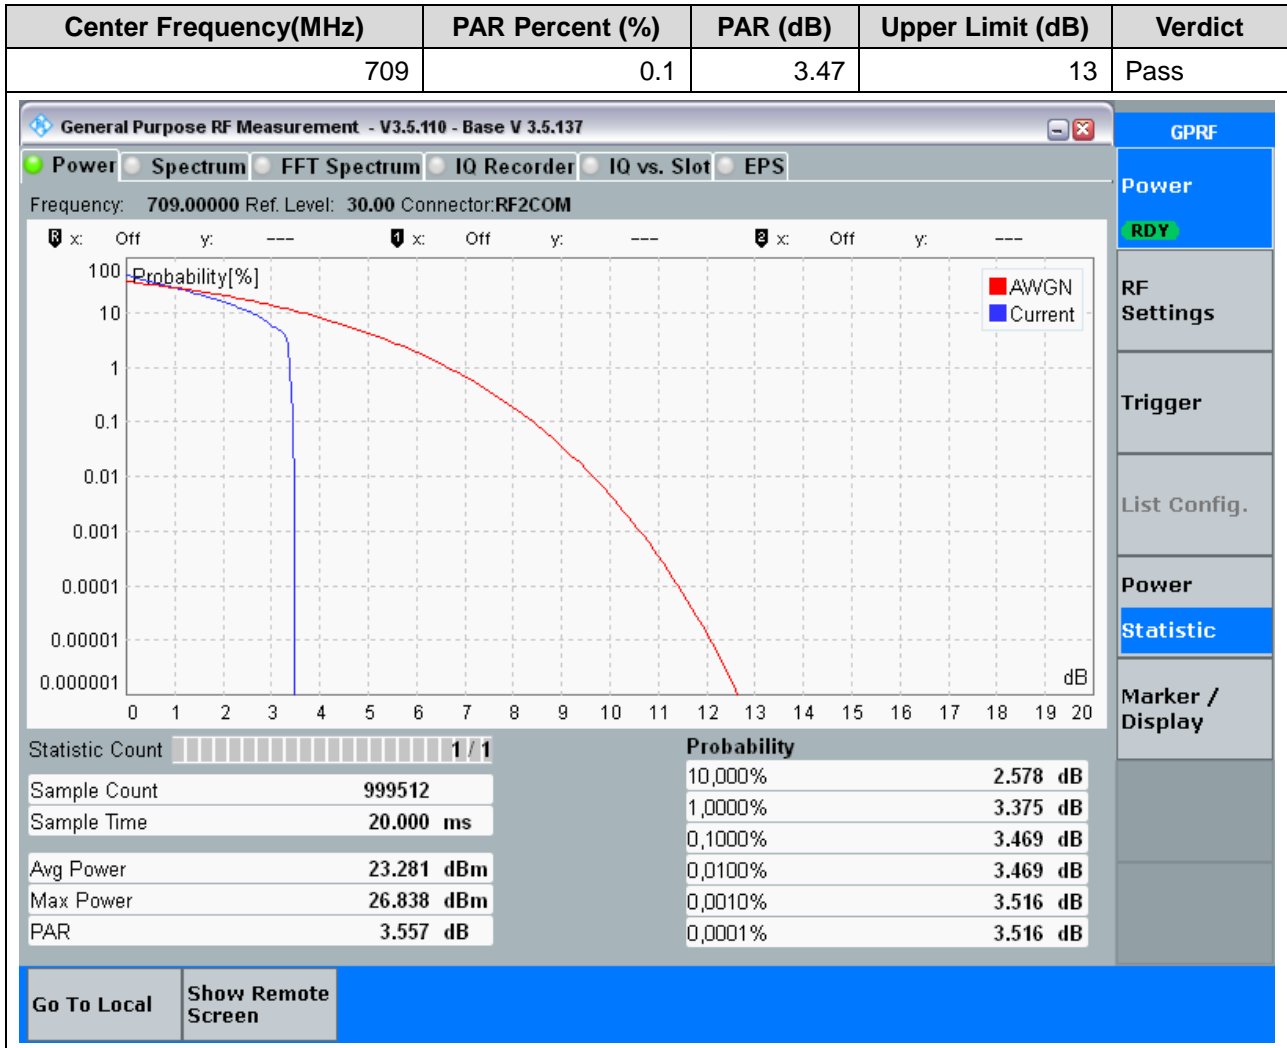 Center Frequency(MHz) PAR Percent (%) PAR (dB) Upper Limit (dB) Verdict
709 0.1 3.47 13 Pass
General Purpose RF Measurement - V3.5.110 - Base V 3.5.137
GPRF
Power Spectrum FFT Spectrum IQ Recorder IQ vs. Slot EPS
Frequency: 709.00000 Ref. Level: 30.00 Connector:RF2COM
R x: Off y: --- 1 x: Off y: --- 2 x: Off y: ---
Probability[%]
AWGN
Current
100
10
1
0.1
0.01
0.001
0.0001
0.00001
0.000001
dB
0 1 2 3 4 5 6 7 8 9 10 11 12 13 14 15 16 17 18 19 20
Statistic Count 1 / 1
Sample Count 999512
Sample Time 20.000 ms
Avg Power 23.281 dBm
Max Power 26.838 dBm
PAR 3.557 dB
Probability
10,000% 2.578 dB
1,0000% 3.375 dB
0,1000% 3.469 dB
0,0100% 3.469 dB
0,0010% 3.516 dB
0,0001% 3.516 dB
Power
RDY
RF
Settings
Trigger
List Config.
Power
Statistic
Marker /
Display
Go To Local
Show Remote
Screen